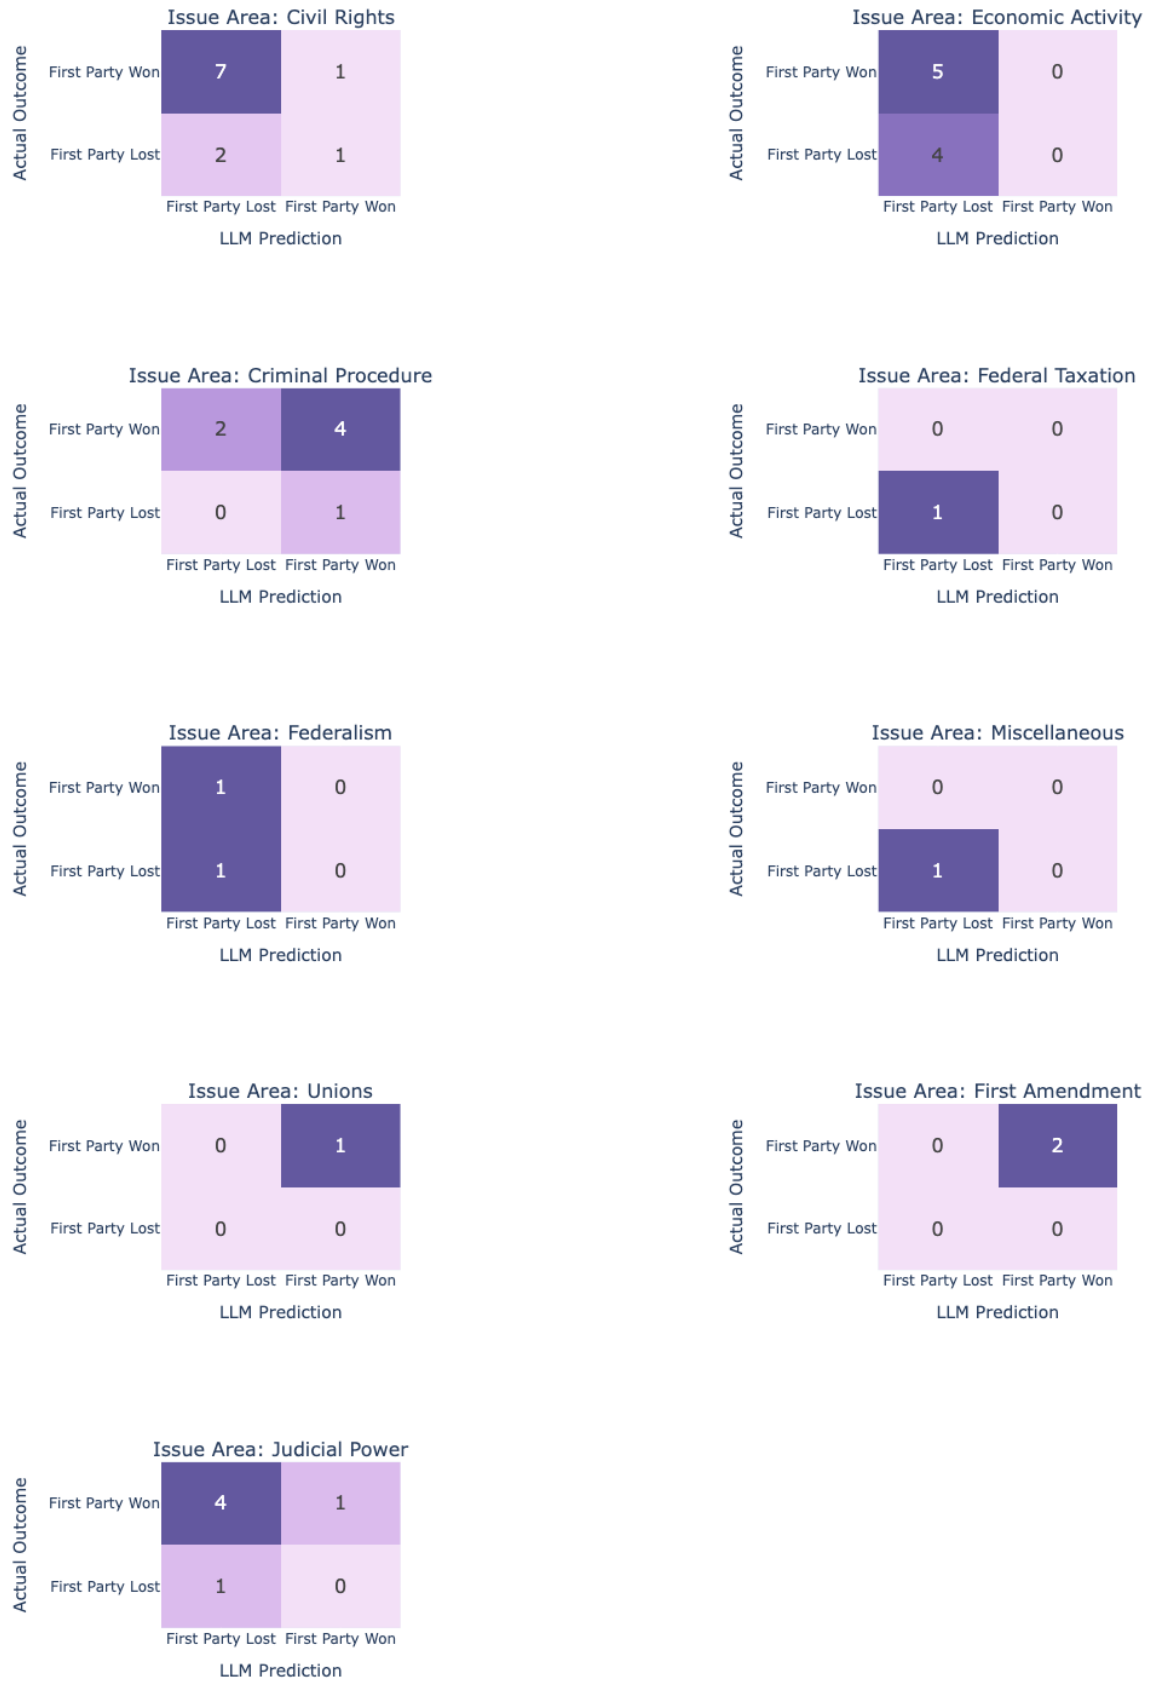 Issue Area: Civil Rights
Actual Outcome
First Party Won 7 1
First Party Lost 2 1
First Party Lost First Party Won
LLM Prediction
Issue Area: Economic Activity
Actual Outcome
First Party Won 5 0
First Party Lost 4 0
First Party Lost First Party Won
LLM Prediction
Issue Area: Criminal Procedure
Actual Outcome
First Party Won 2 4
First Party Lost 0 1
First Party Lost First Party Won
LLM Prediction
Issue Area: Federal Taxation
Actual Outcome
First Party Won 0 0
First Party Lost 1 0
First Party Lost First Party Won
LLM Prediction
Issue Area: Federalism
Actual Outcome
First Party Won 1 0
First Party Lost 1 0
First Party Lost First Party Won
LLM Prediction
Issue Area: Miscellaneous
Actual Outcome
First Party Won 0 0
First Party Lost 1 0
First Party Lost First Party Won
LLM Prediction
Issue Area: Unions
Actual Outcome
First Party Won 0 1
First Party Lost 0 0
First Party Lost First Party Won
LLM Prediction
Issue Area: First Amendment
Actual Outcome
First Party Won 0 2
First Party Lost 0 0
First Party Lost First Party Won
LLM Prediction
Issue Area: Judicial Power
Actual Outcome
First Party Won 4 1
First Party Lost 1 0
First Party Lost First Party Won
LLM Prediction